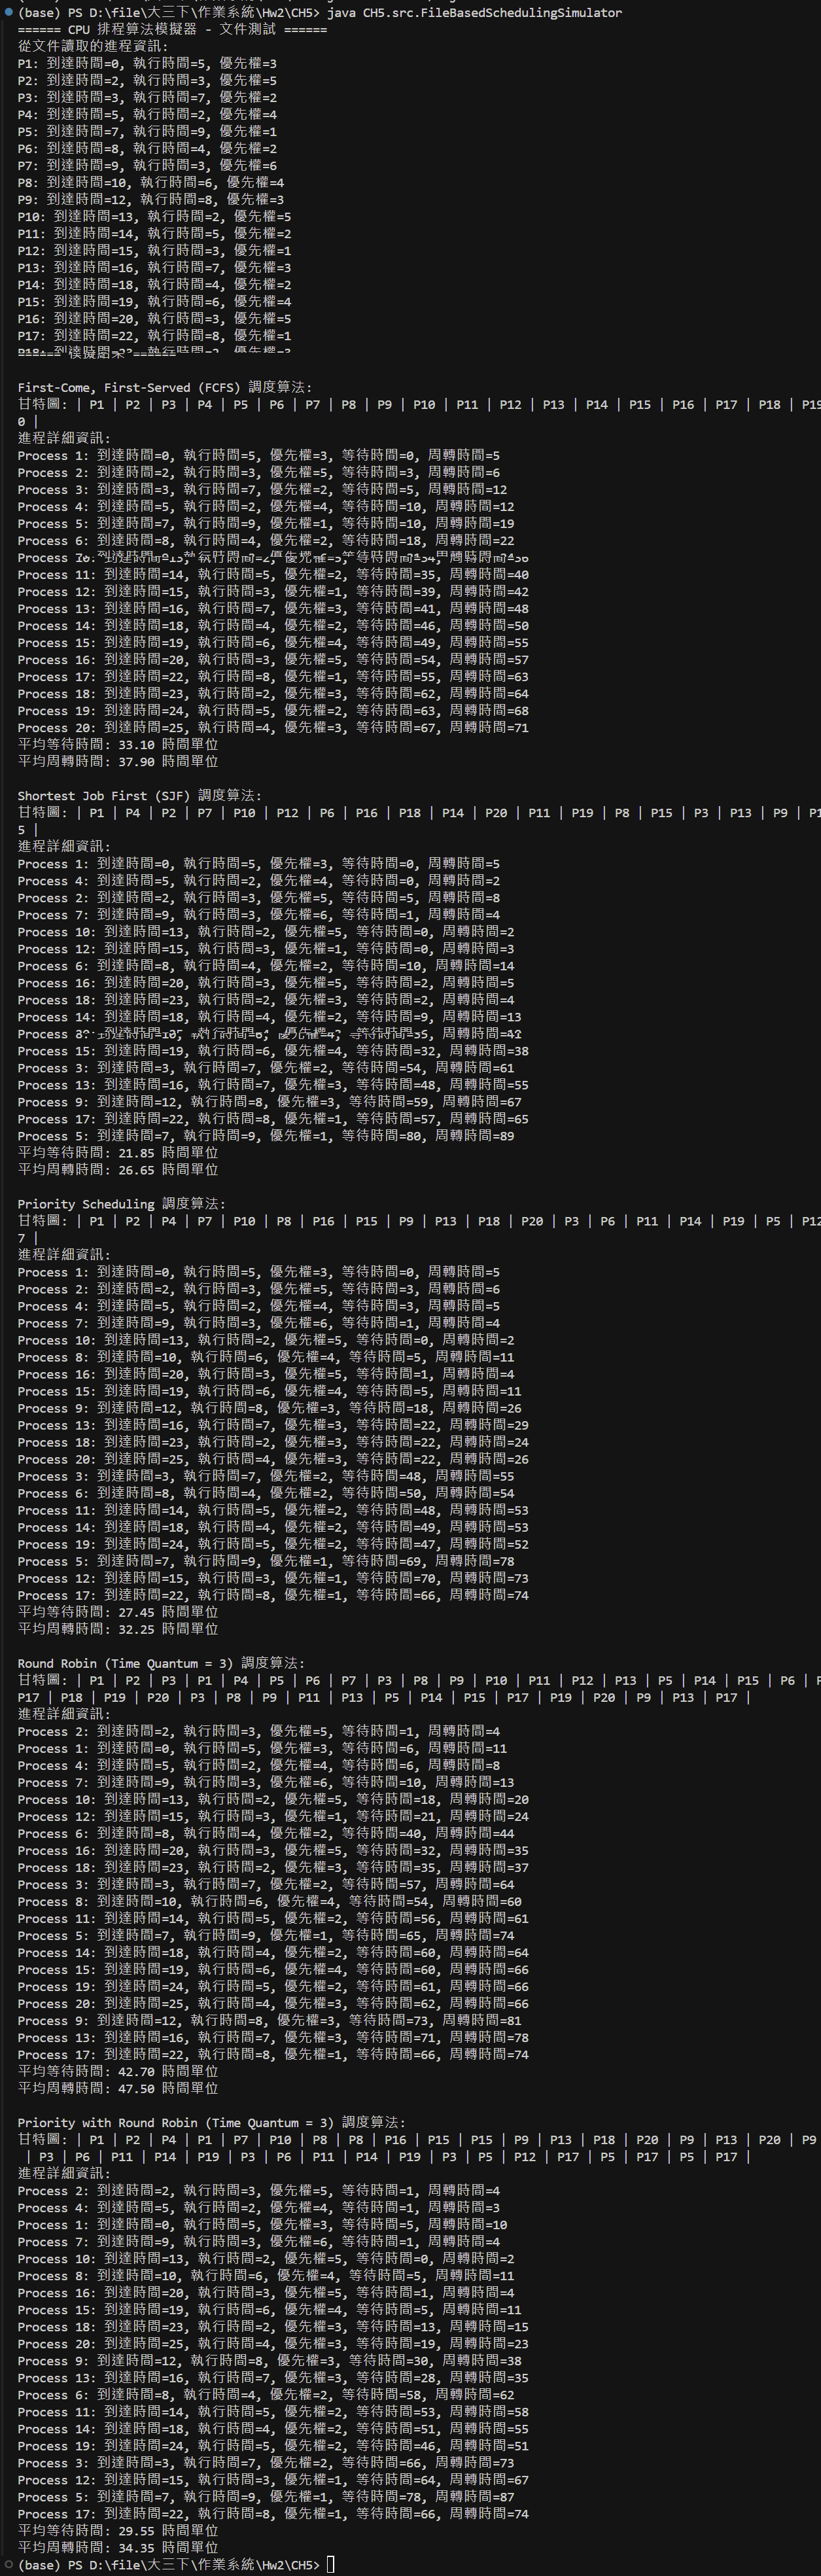 (base) PS D:\file\大三下\作業系統\Hw2\CH5> java CH5.src.FileBasedSchedulingSimulator
====== CPU 排程算法模擬器 - 文件測試 ======
從文件讀取的進程資訊:
P1: 到達時間=0, 執行時間=5, 優先權=3
P2: 到達時間=2, 執行時間=3, 優先權=5
P3: 到達時間=3, 執行時間=7, 優先權=2
P4: 到達時間=5, 執行時間=2, 優先權=4
P5: 到達時間=7, 執行時間=9, 優先權=1
P6: 到達時間=8, 執行時間=4, 優先權=2
P7: 到達時間=9, 執行時間=3, 優先權=6
P8: 到達時間=10, 執行時間=6, 優先權=4
P9: 到達時間=12, 執行時間=8, 優先權=3
P10: 到達時間=13, 執行時間=2, 優先權=5
P11: 到達時間=14, 執行時間=5, 優先權=2
P12: 到達時間=15, 執行時間=3, 優先權=1
P13: 到達時間=16, 執行時間=7, 優先權=3
P14: 到達時間=18, 執行時間=4, 優先權=2
P15: 到達時間=19, 執行時間=6, 優先權=4
P16: 到達時間=20, 執行時間=3, 優先權=5
P17: 到達時間=22, 執行時間=8, 優先權=1
First-Come, First-Served (FCFS) 調度算法:
甘特圖: | P1 | P2 | P3 | P4 | P5 | P6 | P7 | P8 | P9 | P10 | P11 | P12 | P13 | P14 | P15 | P16 | P17 | P18 | P19
0 |
進程詳細資訊:
Process 1: 到達時間=0, 執行時間=5, 優先權=3, 等待時間=0, 周轉時間=5
Process 2: 到達時間=2, 執行時間=3, 優先權=5, 等待時間=3, 周轉時間=6
Process 3: 到達時間=3, 執行時間=7, 優先權=2, 等待時間=5, 周轉時間=12
Process 4: 到達時間=5, 執行時間=2, 優先權=4, 等待時間=10, 周轉時間=12
Process 5: 到達時間=7, 執行時間=9, 優先權=1, 等待時間=10, 周轉時間=19
Process 6: 到達時間=8, 執行時間=4, 優先權=2, 等待時間=18, 周轉時間=22
Process
Process 11: 到達時間=14, 執行時間=5, 優先權=2, 等待時間=35, 周轉時間=40
Process 12: 到達時間=15, 執行時間=3, 優先權=1, 等待時間=39, 周轉時間=42
Process 13: 到達時間=16, 執行時間=7, 優先權=3, 等待時間=41, 周轉時間=48
Process 14: 到達時間=18, 執行時間=4, 優先權=2, 等待時間=46, 周轉時間=50
Process 15: 到達時間=19, 執行時間=6, 優先權=4, 等待時間=49, 周轉時間=55
Process 16: 到達時間=20, 執行時間=3, 優先權=5, 等待時間=54, 周轉時間=57
Process 17: 到達時間=22, 執行時間=8, 優先權=1, 等待時間=55, 周轉時間=63
Process 18: 到達時間=23, 執行時間=2, 優先權=3, 等待時間=62, 周轉時間=64
Process 19: 到達時間=24, 執行時間=5, 優先權=2, 等待時間=63, 周轉時間=68
Process 20: 到達時間=25, 執行時間=4, 優先權=3, 等待時間=67, 周轉時間=71
平均等待時間: 33.10 時間單位
平均周轉時間: 37.90 時間單位
Shortest Job First (SJF) 調度算法:
甘特圖: | P1 | P4 | P2 | P7 | P10 | P12 | P6 | P16 | P18 | P14 | P20 | P11 | P19 | P8 | P15 | P3 | P13 | P9 | P1
5 |
進程詳細資訊:
Process 1: 到達時間=0, 執行時間=5, 優先權=3, 等待時間=0, 周轉時間=5
Process 4: 到達時間=5, 執行時間=2, 優先權=4, 等待時間=0, 周轉時間=2
Process 2: 到達時間=2, 執行時間=3, 優先權=5, 等待時間=5, 周轉時間=8
Process 7: 到達時間=9, 執行時間=3, 優先權=6, 等待時間=1, 周轉時間=4
Process 10: 到達時間=13, 執行時間=2, 優先權=5, 等待時間=0, 周轉時間=2
Process 12: 到達時間=15, 執行時間=3, 優先權=1, 等待時間=0, 周轉時間=3
Process 6: 到達時間=8, 執行時間=4, 優先權=2, 等待時間=10, 周轉時間=14
Process 16: 到達時間=20, 執行時間=3, 優先權=5, 等待時間=2, 周轉時間=5
Process 18: 到達時間=23, 執行時間=2, 優先權=3, 等待時間=2, 周轉時間=4
Process 14: 到達時間=18, 執行時間=4, 優先權=2, 等待時間=9, 周轉時間=13
Process
Process 15: 到達時間=19, 執行時間=6, 優先權=4, 等待時間=32, 周轉時間=38
Process 3: 到達時間=3, 執行時間=7, 優先權=2, 等待時間=54, 周轉時間=61
Process 13: 到達時間=16, 執行時間=7, 優先權=3, 等待時間=48, 周轉時間=55
Process 9: 到達時間=12, 執行時間=8, 優先權=3, 等待時間=59, 周轉時間=67
Process 17: 到達時間=22, 執行時間=8, 優先權=1, 等待時間=57, 周轉時間=65
Process 5: 到達時間=7, 執行時間=9, 優先權=1, 等待時間=80, 周轉時間=89
平均等待時間: 21.85 時間單位
平均周轉時間: 26.65 時間單位
Priority Scheduling 調度算法:
甘特圖: | P1 | P2 | P4 | P7 | P10 | P8 | P16 | P15 | P9 | P13 | P18 | P20 | P3 | P6 | P11 | P14 | P19 | P5 | P12
7 |
進程詳細資訊:
Process 1: 到達時間=0, 執行時間=5, 優先權=3, 等待時間=0, 周轉時間=5
Process 2: 到達時間=2, 執行時間=3, 優先權=5, 等待時間=3, 周轉時間=6
Process 4: 到達時間=5, 執行時間=2, 優先權=4, 等待時間=3, 周轉時間=5
Process 7: 到達時間=9, 執行時間=3, 優先權=6, 等待時間=1, 周轉時間=4
Process 10: 到達時間=13, 執行時間=2, 優先權=5, 等待時間=0, 周轉時間=2
Process 8: 到達時間=10, 執行時間=6, 優先權=4, 等待時間=5, 周轉時間=11
Process 16: 到達時間=20, 執行時間=3, 優先權=5, 等待時間=1, 周轉時間=4
Process 15: 到達時間=19, 執行時間=6, 優先權=4, 等待時間=5, 周轉時間=11
Process 9: 到達時間=12, 執行時間=8, 優先權=3, 等待時間=18, 周轉時間=26
Process 13: 到達時間=16, 執行時間=7, 優先權=3, 等待時間=22, 周轉時間=29
Process 18: 到達時間=23, 執行時間=2, 優先權=3, 等待時間=22, 周轉時間=24
Process 20: 到達時間=25, 執行時間=4, 優先權=3, 等待時間=22, 周轉時間=26
Process 3: 到達時間=3, 執行時間=7, 優先權=2, 等待時間=48, 周轉時間=55
Process 6: 到達時間=8, 執行時間=4, 優先權=2, 等待時間=50, 周轉時間=54
Process 11: 到達時間=14, 執行時間=5, 優先權=2, 等待時間=48, 周轉時間=53
Process 14: 到達時間=18, 執行時間=4, 優先權=2, 等待時間=49, 周轉時間=53
Process 19: 到達時間=24, 執行時間=5, 優先權=2, 等待時間=47, 周轉時間=52
Process 5: 到達時間=7, 執行時間=9, 優先權=1, 等待時間=69, 周轉時間=78
Process 12: 到達時間=15, 執行時間=3, 優先權=1, 等待時間=70, 周轉時間=73
Process 17: 到達時間=22, 執行時間=8, 優先權=1, 等待時間=66, 周轉時間=74
平均等待時間: 27.45 時間單位
平均周轉時間: 32.25 時間單位
Round Robin (Time Quantum = 3) 調度算法:
甘特圖: | P1 | P2 | P3 | P1 | P4 | P5 | P6 | P7 | P3 | P8 | P9 | P10 | P11 | P12 | P13 | P5 | P14 | P15 | P6 | P
P17 | P18 | P19 | P20 | P3 | P8 | P9 | P11 | P13 | P5 | P14 | P15 | P17 | P19 | P20 | P9 | P13 | P17 |
進程詳細資訊:
Process 2: 到達時間=2, 執行時間=3, 優先權=5, 等待時間=1, 周轉時間=4
Process 1: 到達時間=0, 執行時間=5, 優先權=3, 等待時間=6, 周轉時間=11
Process 4: 到達時間=5, 執行時間=2, 優先權=4, 等待時間=6, 周轉時間=8
Process 7: 到達時間=9, 執行時間=3, 優先權=6, 等待時間=10, 周轉時間=13
Process 10: 到達時間=13, 執行時間=2, 優先權=5, 等待時間=18, 周轉時間=20
Process 12: 到達時間=15, 執行時間=3, 優先權=1, 等待時間=21, 周轉時間=24
Process 6: 到達時間=8, 執行時間=4, 優先權=2, 等待時間=40, 周轉時間=44
Process 16: 到達時間=20, 執行時間=3, 優先權=5, 等待時間=32, 周轉時間=35
Process 18: 到達時間=23, 執行時間=2, 優先權=3, 等待時間=35, 周轉時間=37
Process 3: 到達時間=3, 執行時間=7, 優先權=2, 等待時間=57, 周轉時間=64
Process 8: 到達時間=10, 執行時間=6, 優先權=4, 等待時間=54, 周轉時間=60
Process 11: 到達時間=14, 執行時間=5, 優先權=2, 等待時間=56, 周轉時間=61
Process 5: 到達時間=7, 執行時間=9, 優先權=1, 等待時間=65, 周轉時間=74
Process 14: 到達時間=18, 執行時間=4, 優先權=2, 等待時間=60, 周轉時間=64
Process 15: 到達時間=19, 執行時間=6, 優先權=4, 等待時間=60, 周轉時間=66
Process 19: 到達時間=24, 執行時間=5, 優先權=2, 等待時間=61, 周轉時間=66
Process 20: 到達時間=25, 執行時間=4, 優先權=3, 等待時間=62, 周轉時間=66
Process 9: 到達時間=12, 執行時間=8, 優先權=3, 等待時間=73, 周轉時間=81
Process 13: 到達時間=16, 執行時間=7, 優先權=3, 等待時間=71, 周轉時間=78
Process 17: 到達時間=22, 執行時間=8, 優先權=1, 等待時間=66, 周轉時間=74
平均等待時間: 42.70 時間單位
平均周轉時間: 47.50 時間單位
Priority with Round Robin (Time Quantum = 3) 調度算法:
甘特圖: | P1 | P2 | P4 | P1 | P7 | P10 | P8 | P8 | P16 | P15 | P15 | P9 | P13 | P18 | P20 | P9 | P13 | P20 | P9
| P3 | P6 | P11 | P14 | P19 | P3 | P6 | P11 | P14 | P19 | P3 | P5 | P12 | P17 | P5 | P17 | P5 | P17 |
進程詳細資訊:
Process 2: 到達時間=2, 執行時間=3, 優先權=5, 等待時間=1, 周轉時間=4
Process 4: 到達時間=5, 執行時間=2, 優先權=4, 等待時間=1, 周轉時間=3
Process 1: 到達時間=0, 執行時間=5, 優先權=3, 等待時間=5, 周轉時間=10
Process 7: 到達時間=9, 執行時間=3, 優先權=6, 等待時間=1, 周轉時間=4
Process 10: 到達時間=13, 執行時間=2, 優先權=5, 等待時間=0, 周轉時間=2
Process 8: 到達時間=10, 執行時間=6, 優先權=4, 等待時間=5, 周轉時間=11
Process 16: 到達時間=20, 執行時間=3, 優先權=5, 等待時間=1, 周轉時間=4
Process 15: 到達時間=19, 執行時間=6, 優先權=4, 等待時間=5, 周轉時間=11
Process 18: 到達時間=23, 執行時間=2, 優先權=3, 等待時間=13, 周轉時間=15
Process 20: 到達時間=25, 執行時間=4, 優先權=3, 等待時間=19, 周轉時間=23
Process 9: 到達時間=12, 執行時間=8, 優先權=3, 等待時間=30, 周轉時間=38
Process 13: 到達時間=16, 執行時間=7, 優先權=3, 等待時間=28, 周轉時間=35
Process 6: 到達時間=8, 執行時間=4, 優先權=2, 等待時間=58, 周轉時間=62
Process 11: 到達時間=14, 執行時間=5, 優先權=2, 等待時間=53, 周轉時間=58
Process 14: 到達時間=18, 執行時間=4, 優先權=2, 等待時間=51, 周轉時間=55
Process 19: 到達時間=24, 執行時間=5, 優先權=2, 等待時間=46, 周轉時間=51
Process 3: 到達時間=3, 執行時間=7, 優先權=2, 等待時間=66, 周轉時間=73
Process 12: 到達時間=15, 執行時間=3, 優先權=1, 等待時間=64, 周轉時間=67
Process 5: 到達時間=7, 執行時間=9, 優先權=1, 等待時間=78, 周轉時間=87
Process 17: 到達時間=22, 執行時間=8, 優先權=1, 等待時間=66, 周轉時間=74
平均等待時間: 29.55 時間單位
平均周轉時間: 34.35 時間單位
(base) PS D:\file\大三下\作業系統\Hw2\CH5>